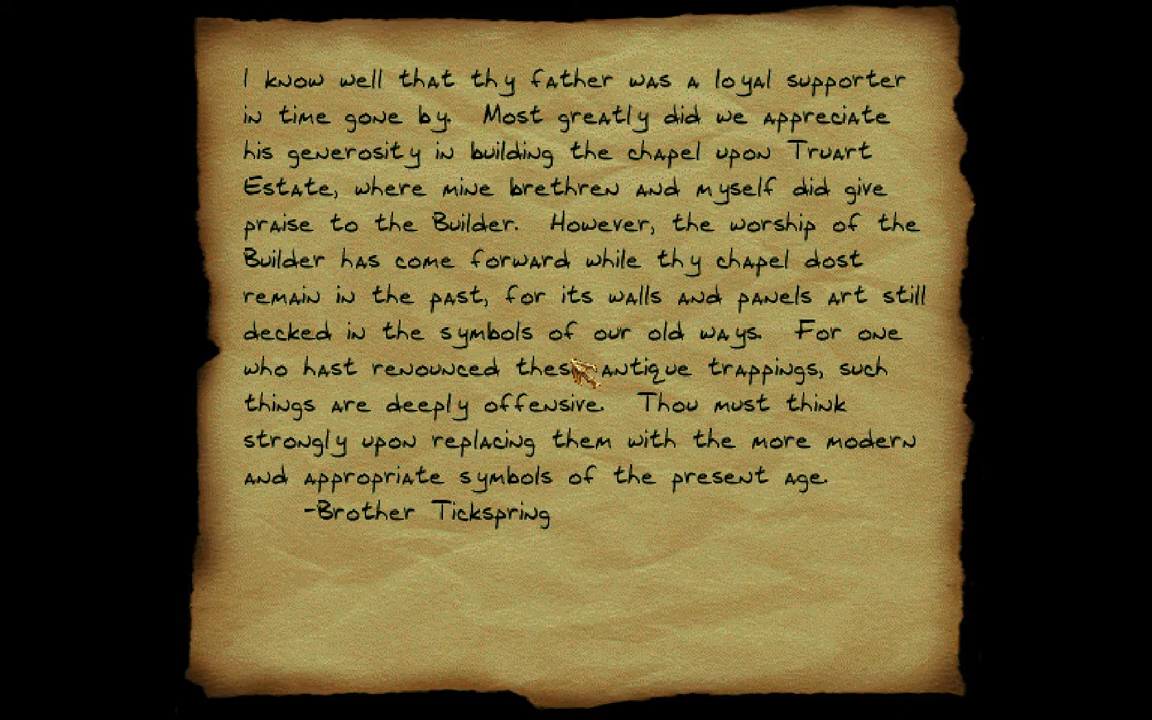 I know well that thy father was a loyal supporter
in time gone by. Most greatly did we appreciate
his generosity in building the chapel upon Truart
Estate, where mine brethren and myself did give
praise to the Builder. However, the worship of the
Builder has come forward while thy chapel dost
remain in the past, for its walls and panels art still
decked in the symbols of our old ways. For one
who hast renounced these antique trappings, such
things are deeply offensive. Thou must think
strongly upon replacing them with the more modern
and appropriate symbols of the present age.
-Brother Tickspring